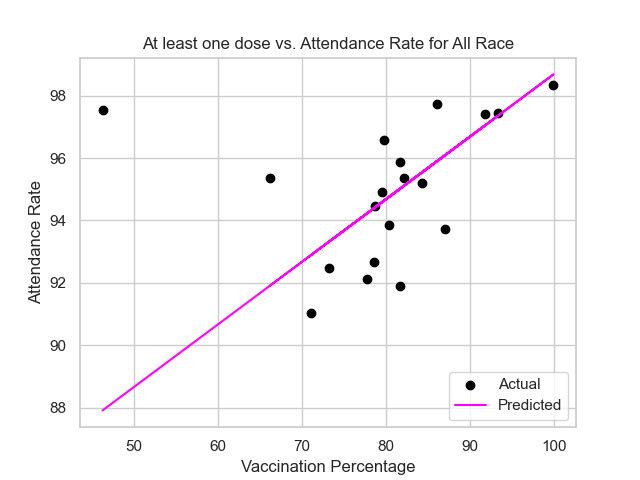 At least one dose vs. Attendance Rate for All Race
98
96
94
92
90
88
Attendance Rate
50 60 70 80 90 100
Vaccination Percentage
Actual
Predicted